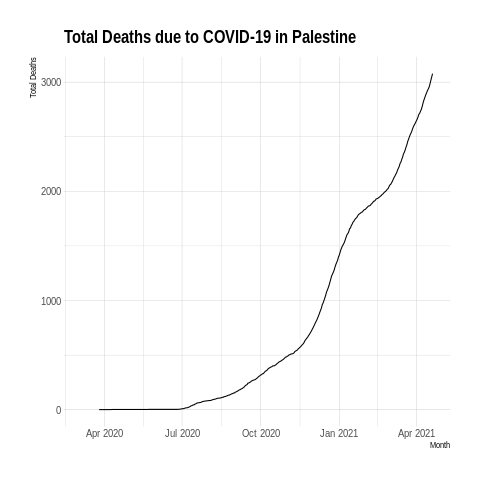 Total Deaths due to COVID-19 in Palestine
Total Deaths
3000
2000
1000
0
Apr 2020 Jul 2020 Oct 2020 Jan 2021 Apr 2021
Month